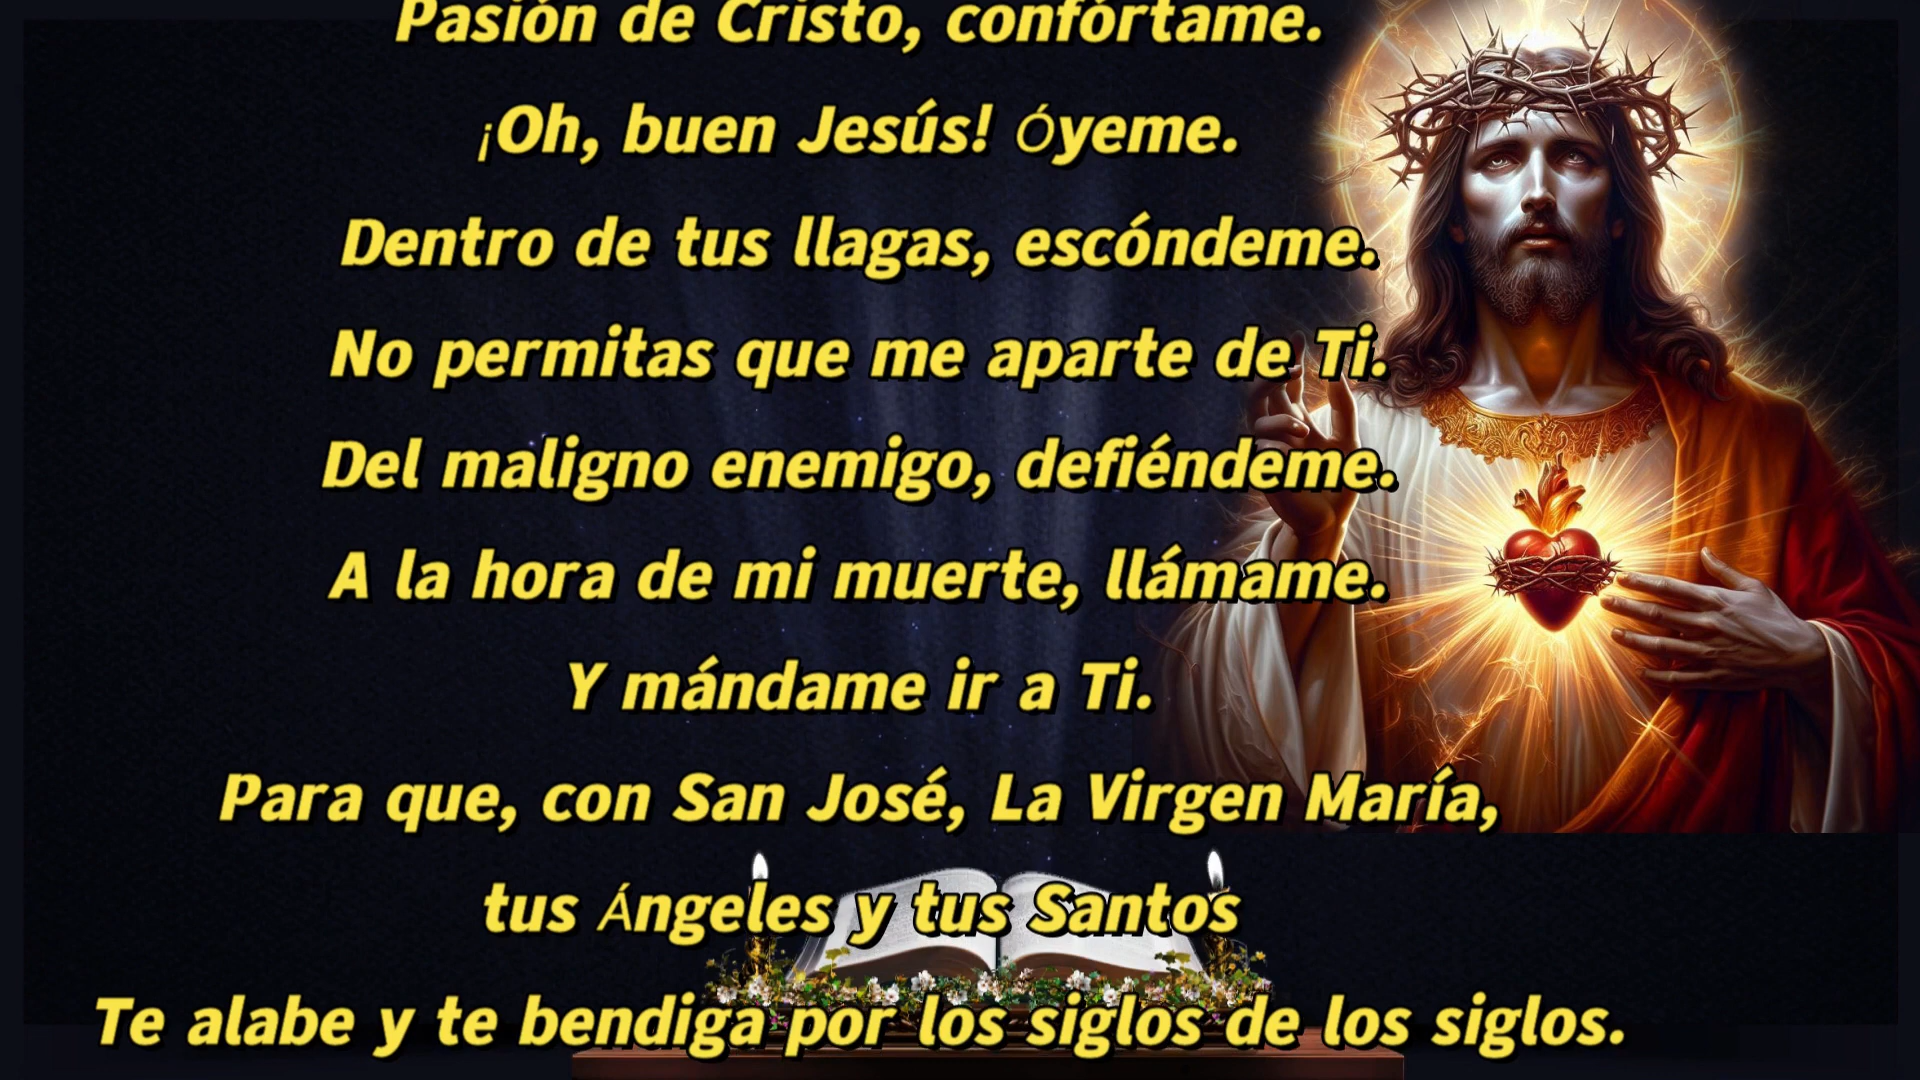 Pasión de Cristo, confórtame.
¡Oh, buen Jesús! Óyeme.
Dentro de tus llagas, escóndeme.
No permitas que me aparte de Ti.
Del maligno enemigo, defiéndeme.
A la hora de mi muerte, llámame.
Y mándame ir a Ti.
Para que, con San José, La Virgen María,
tus Ángeles y tus Santos
Te alabe y te bendiga por los siglos de los siglos.